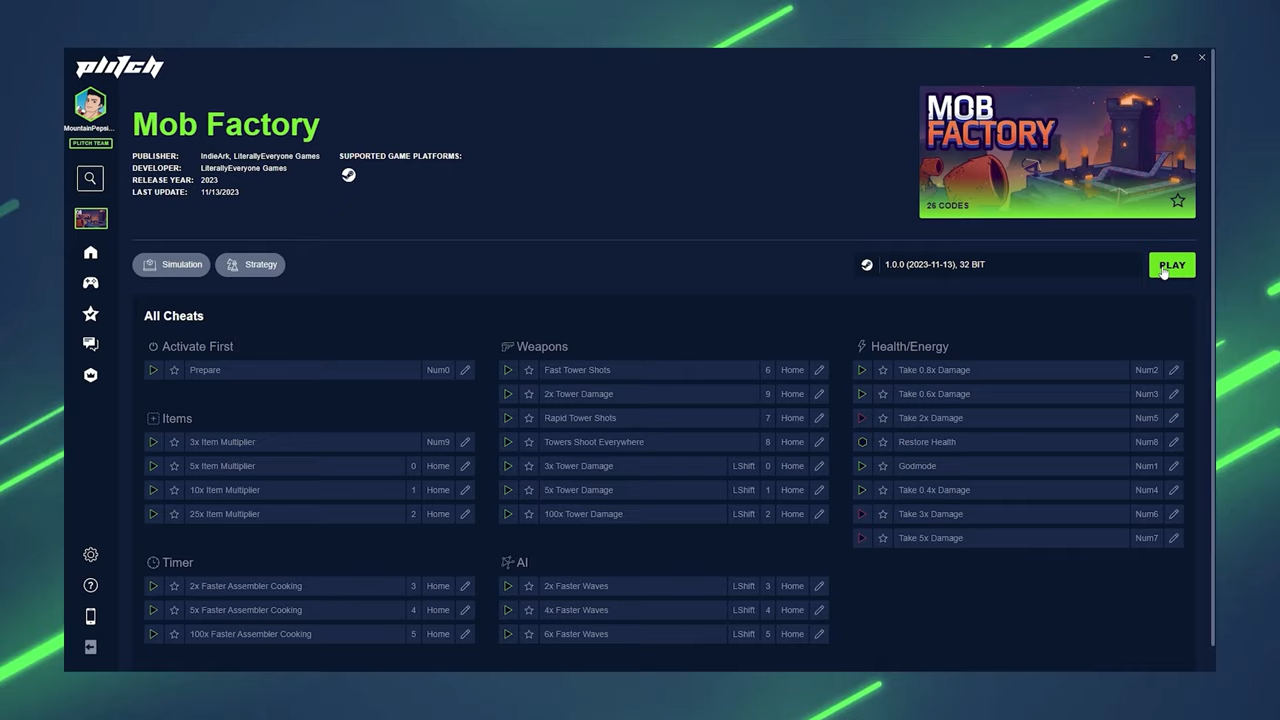 plitch
MountainPepsi...
PLITCH TEAM
Mob Factory
PUBLISHER: IndieArk, LiterallyEveryone Games
DEVELOPER: LiterallyEveryone Games
RELEASE YEAR: 2023
LAST UPDATE: 11/13/2023
SUPPORTED GAME PLATFORMS:
MOB
FACTORY
26 CODES
Simulation
Strategy
1.0.0 (2023-11-13), 32 BIT
PLAY
All Cheats
Activate First
Prepare Num0
Items
3x Item Multiplier Num9
5x Item Multiplier 0 Home
10x Item Multiplier 1 Home
25x Item Multiplier 2 Home
Timer
2x Faster Assembler Cooking 3 Home
5x Faster Assembler Cooking 4 Home
100x Faster Assembler Cooking 5 Home
Weapons
Fast Tower Shots 6 Home
2x Tower Damage 9 Home
Rapid Tower Shots 7 Home
Towers Shoot Everywhere 8 Home
3x Tower Damage LShift 0 Home
5x Tower Damage LShift 1 Home
100x Tower Damage LShift 2 Home
AI
2x Faster Waves LShift 3 Home
4x Faster Waves LShift 4 Home
6x Faster Waves LShift 5 Home
Health/Energy
Take 0.8x Damage Num2
Take 0.6x Damage Num3
Take 2x Damage Num5
Restore Health Num8
Godmode Num1
Take 0.4x Damage Num4
Take 3x Damage Num6
Take 5x Damage Num7